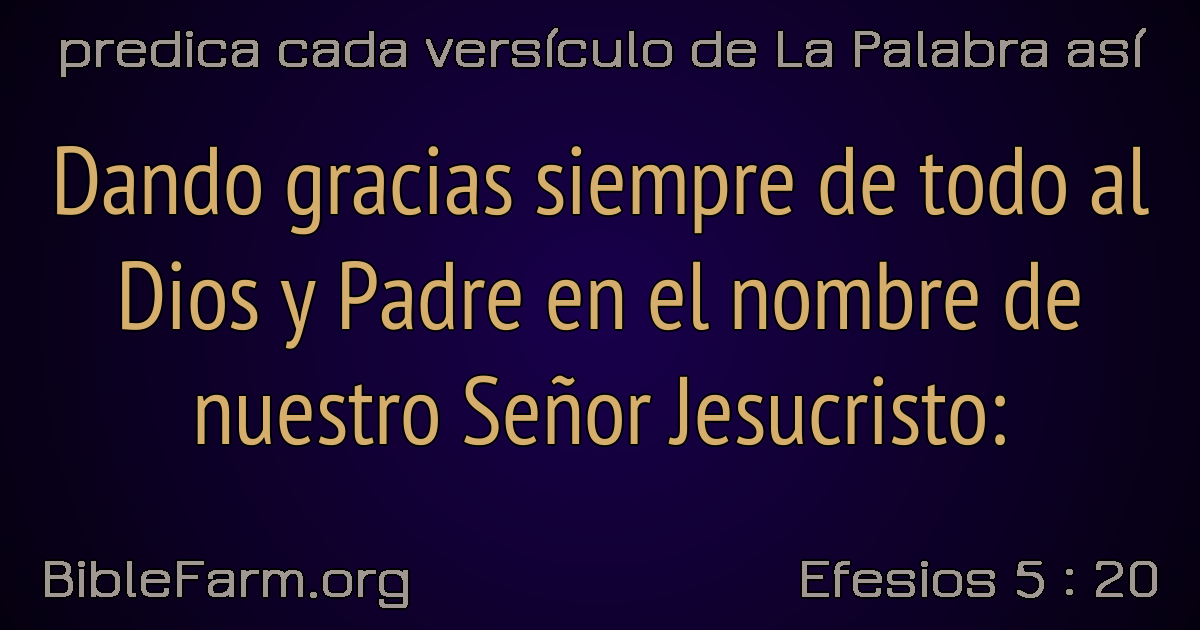 predica cada versículo de La Palabra así
Dando gracias siempre de todo al
Dios y Padre en el nombre de
nuestro Señor Jesucristo:
BibleFarm.org
Efesios 5 : 20